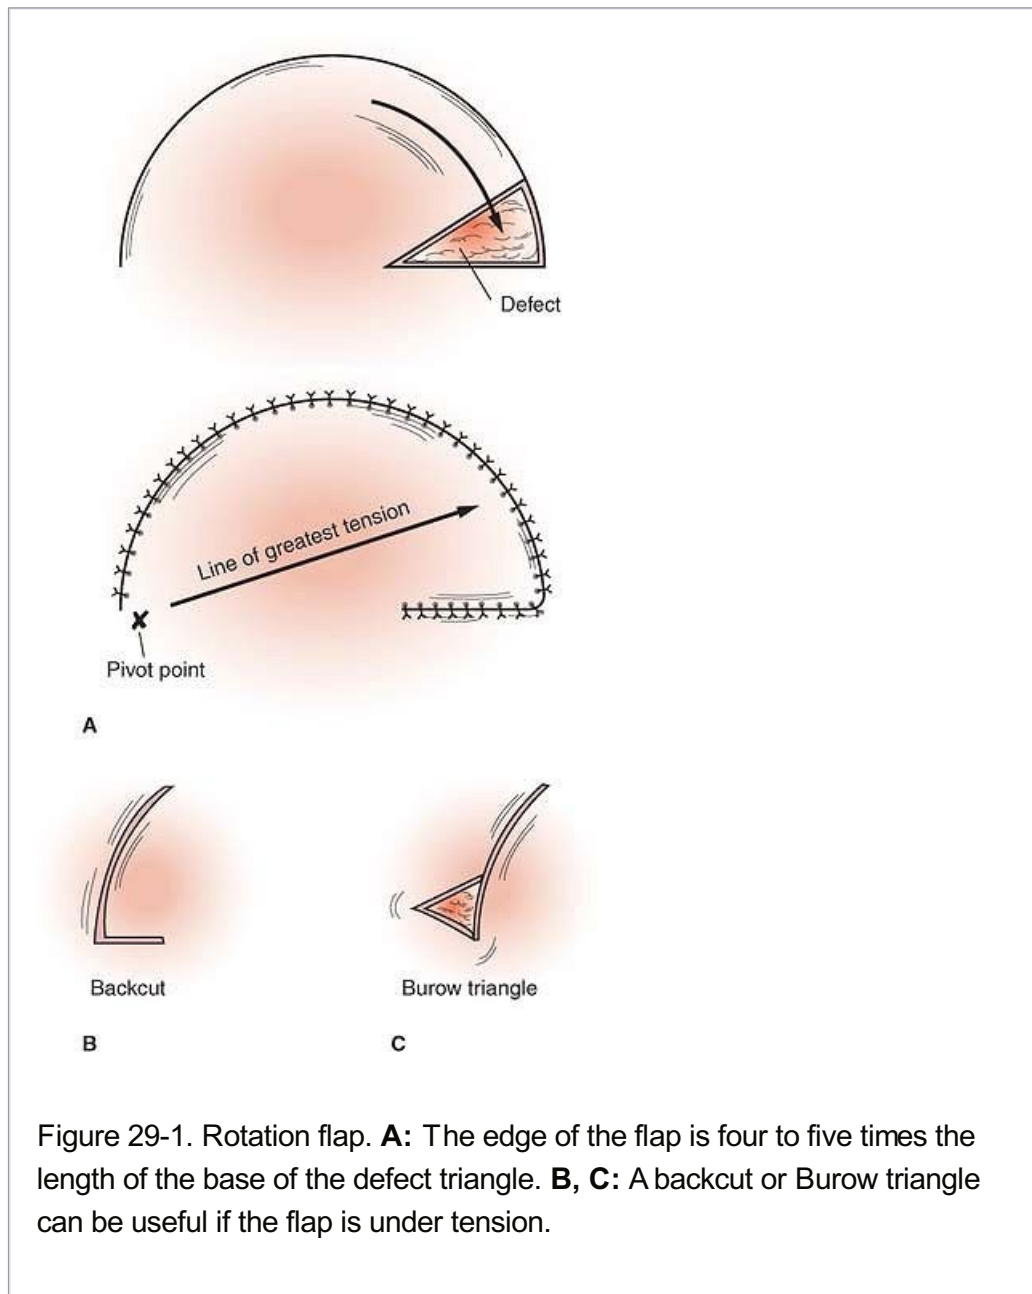 Defect
Line of greatest tension
Pivot point
A
Backcut
Burow triangle
B
C
Figure 29-1. Rotation flap. A: The edge of the flap is four to five times the
length of the base of the defect triangle. B, C: A backcut or Burow triangle
can be useful if the flap is under tension.